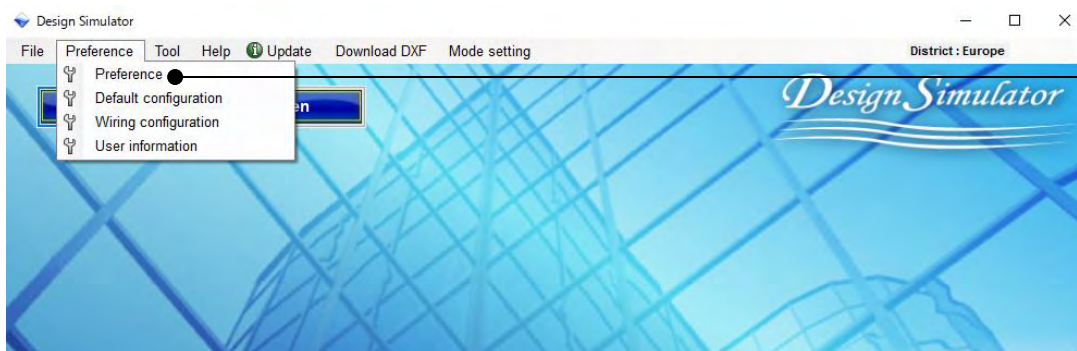 Design Simulator
File Preference Tool Help Update Download DXF Mode setting District : Europe
Preference
Default configuration
Wiring configuration
User information
Design Simulator